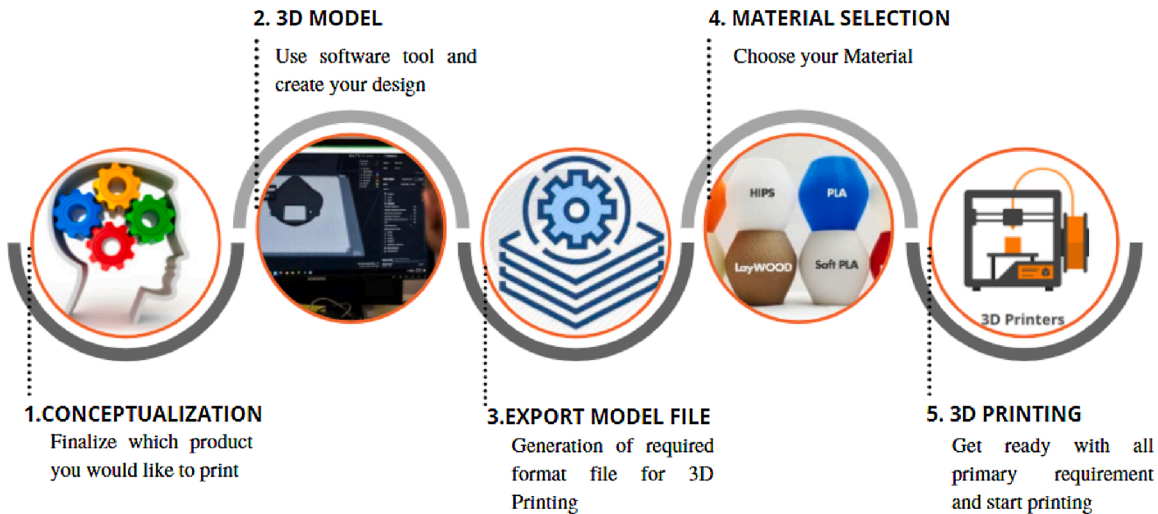 2. 3D MODEL
Use software tool and
create your design
4. MATERIAL SELECTION
Choose your Material
HIPS
PLA
LayWOOD
Soft PLA
3D Printers
1.CONCEPTUALIZATION
Finalize which product
you would like to print
3.EXPORT MODEL FILE
Generation of required
format file for 3D
Printing
5. 3D PRINTING
Get ready with all
primary requirement
and start printing